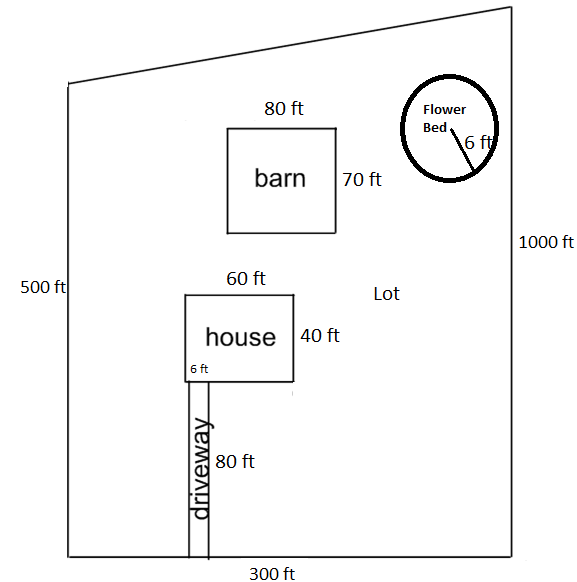 Flower
Bed
6 ft
80 ft
barn
70 ft
1000 ft
500 ft
60 ft
Lot
house
40 ft
6 ft
driveway
80 ft
300 ft